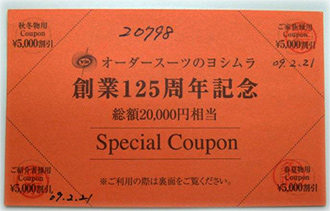 20798
秋冬物用
Coupon
¥5,000割引
ご家族様用
Coupon
¥5,000割引
09.2.21
オーダースーツのヨシムラ
創業125周年記念
総額20,000円相当
Special Coupon
ご紹介者様用
Coupon
¥5,000割引
09.2.21
春夏物用
Coupon
¥5,000割引
※ご利用の際は裏面をご覧ください。